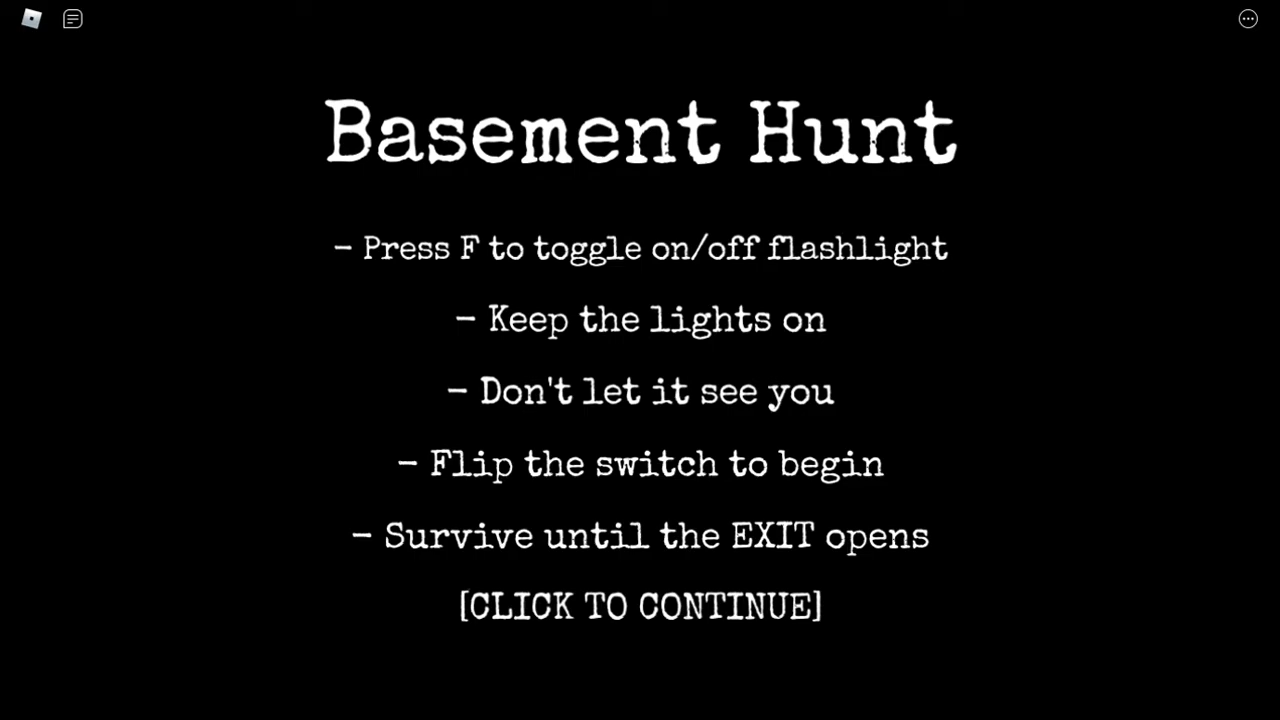 Basement Hunt
- Press F to toggle on/off flashlight
- Keep the lights on
- Don't let it see you
- Flip the switch to begin
- Survive until the EXIT opens
[CLICK TO CONTINUE]